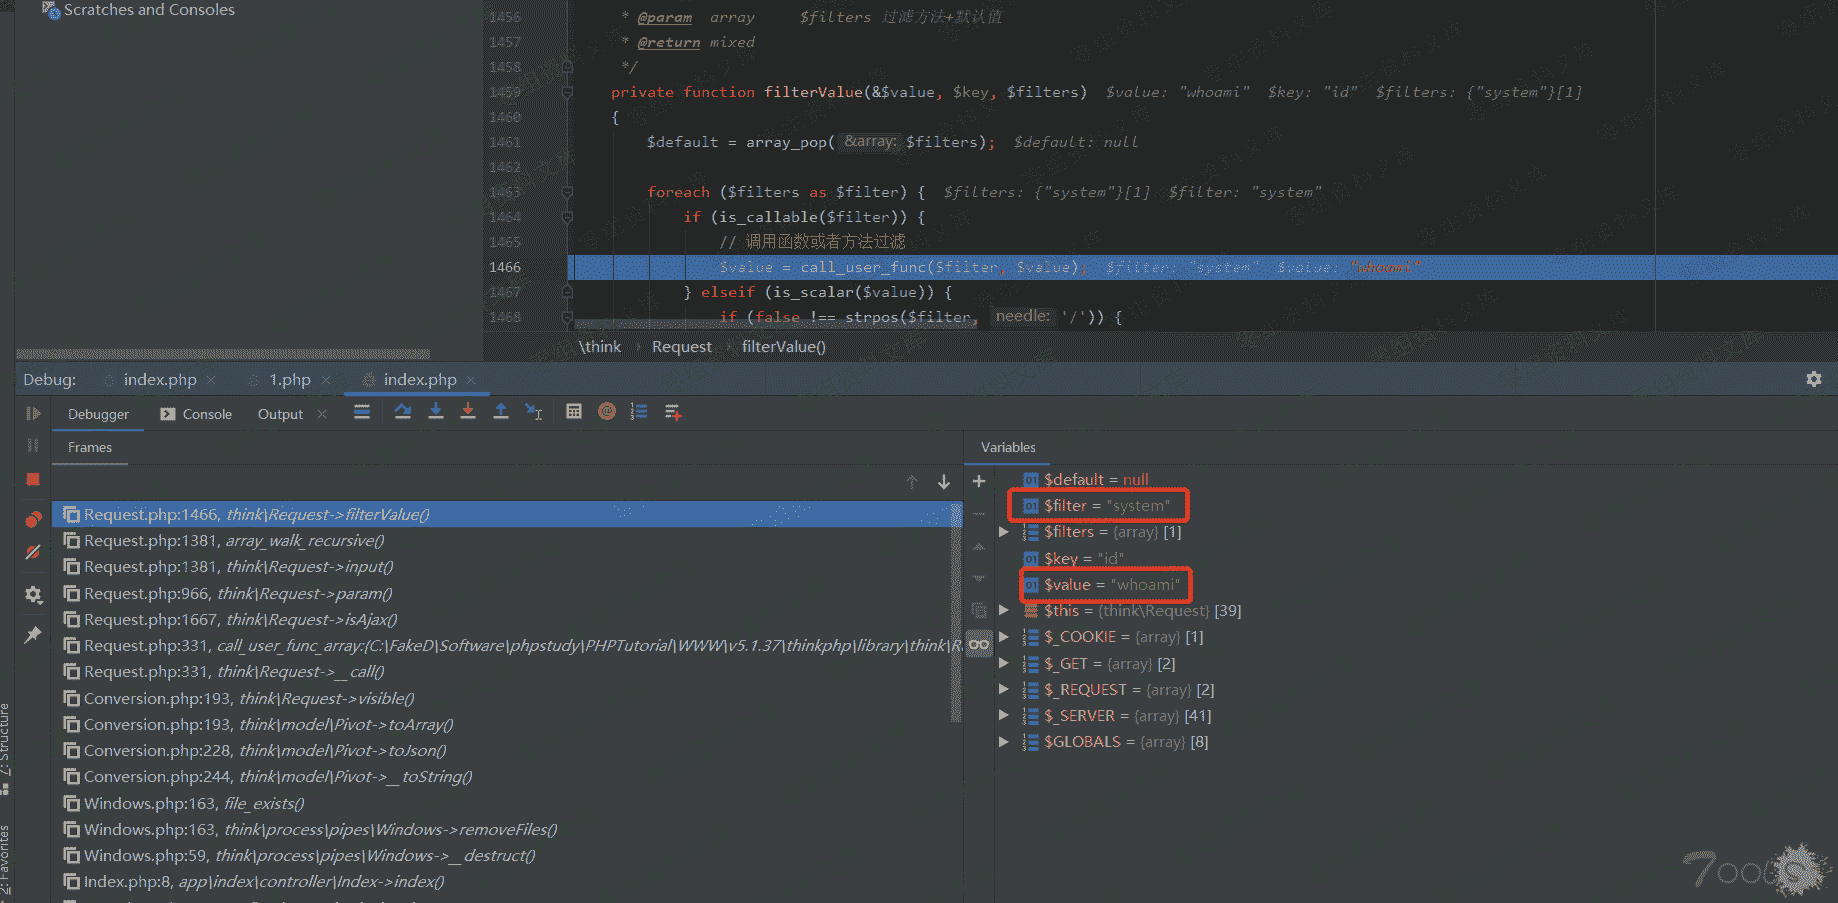 Scratches and Consoles
1456 * @param array $filters 过滤方法+默认值
1457 * @return mixed
1458 */
1459 private function filterValue(&$value, $key, $filters) $value: "whoami" $key: "id" $filters: {"system"}[1]
1460 {
1461 $default = array_pop( &array: $filters); $default: null
1462
1463 foreach ($filters as $filter) { $filters: {"system"}[1] $filter: "system"
1464 if (is_callable($filter)) {
1465 // 调用函数或者方法过滤
1466 $value = call_user_func($filter, $value); $filter: "system" $value: "whoami"
1467 } elseif (is_scalar($value)) {
1468 if (false !== strpos($filter, needle: '/')) {
\think › Request › filterValue()
Debug: index.php × 1.php × index.php ×
Debugger Console Output ×
Frames
Request.php:1466, think\Request->filterValue()
Request.php:1381, array_walk_recursive()
Request.php:1381, think\Request->input()
Request.php:966, think\Request->param()
Request.php:1667, think\Request->isAjax()
Request.php:331, call_user_func_array:{C:\FakeD\Software\phpstudy\PHPTutorial\WWW\v5.1.37\thinkphp\library\think\R
Request.php:331, think\Request->__call()
Conversion.php:193, think\Request->visible()
Conversion.php:193, think\model\Pivot->toArray()
Conversion.php:228, think\model\Pivot->toJson()
Conversion.php:244, think\model\Pivot->__toString()
Windows.php:163, file_exists()
Windows.php:163, think\process\pipes\Windows->removeFiles()
Windows.php:59, think\process\pipes\Windows->__destruct()
Index.php:8, app\index\controller\Index->index()
Variables
$default = null
$filter = "system"
$filters = {array} [1]
$key = "id"
$value = "whoami"
$this = {think\Request} [39]
$_COOKIE = {array} [1]
$_GET = {array} [2]
$_REQUEST = {array} [2]
$_SERVER = {array} [41]
$GLOBALS = {array} [8]
7: Structure
2: Favorites